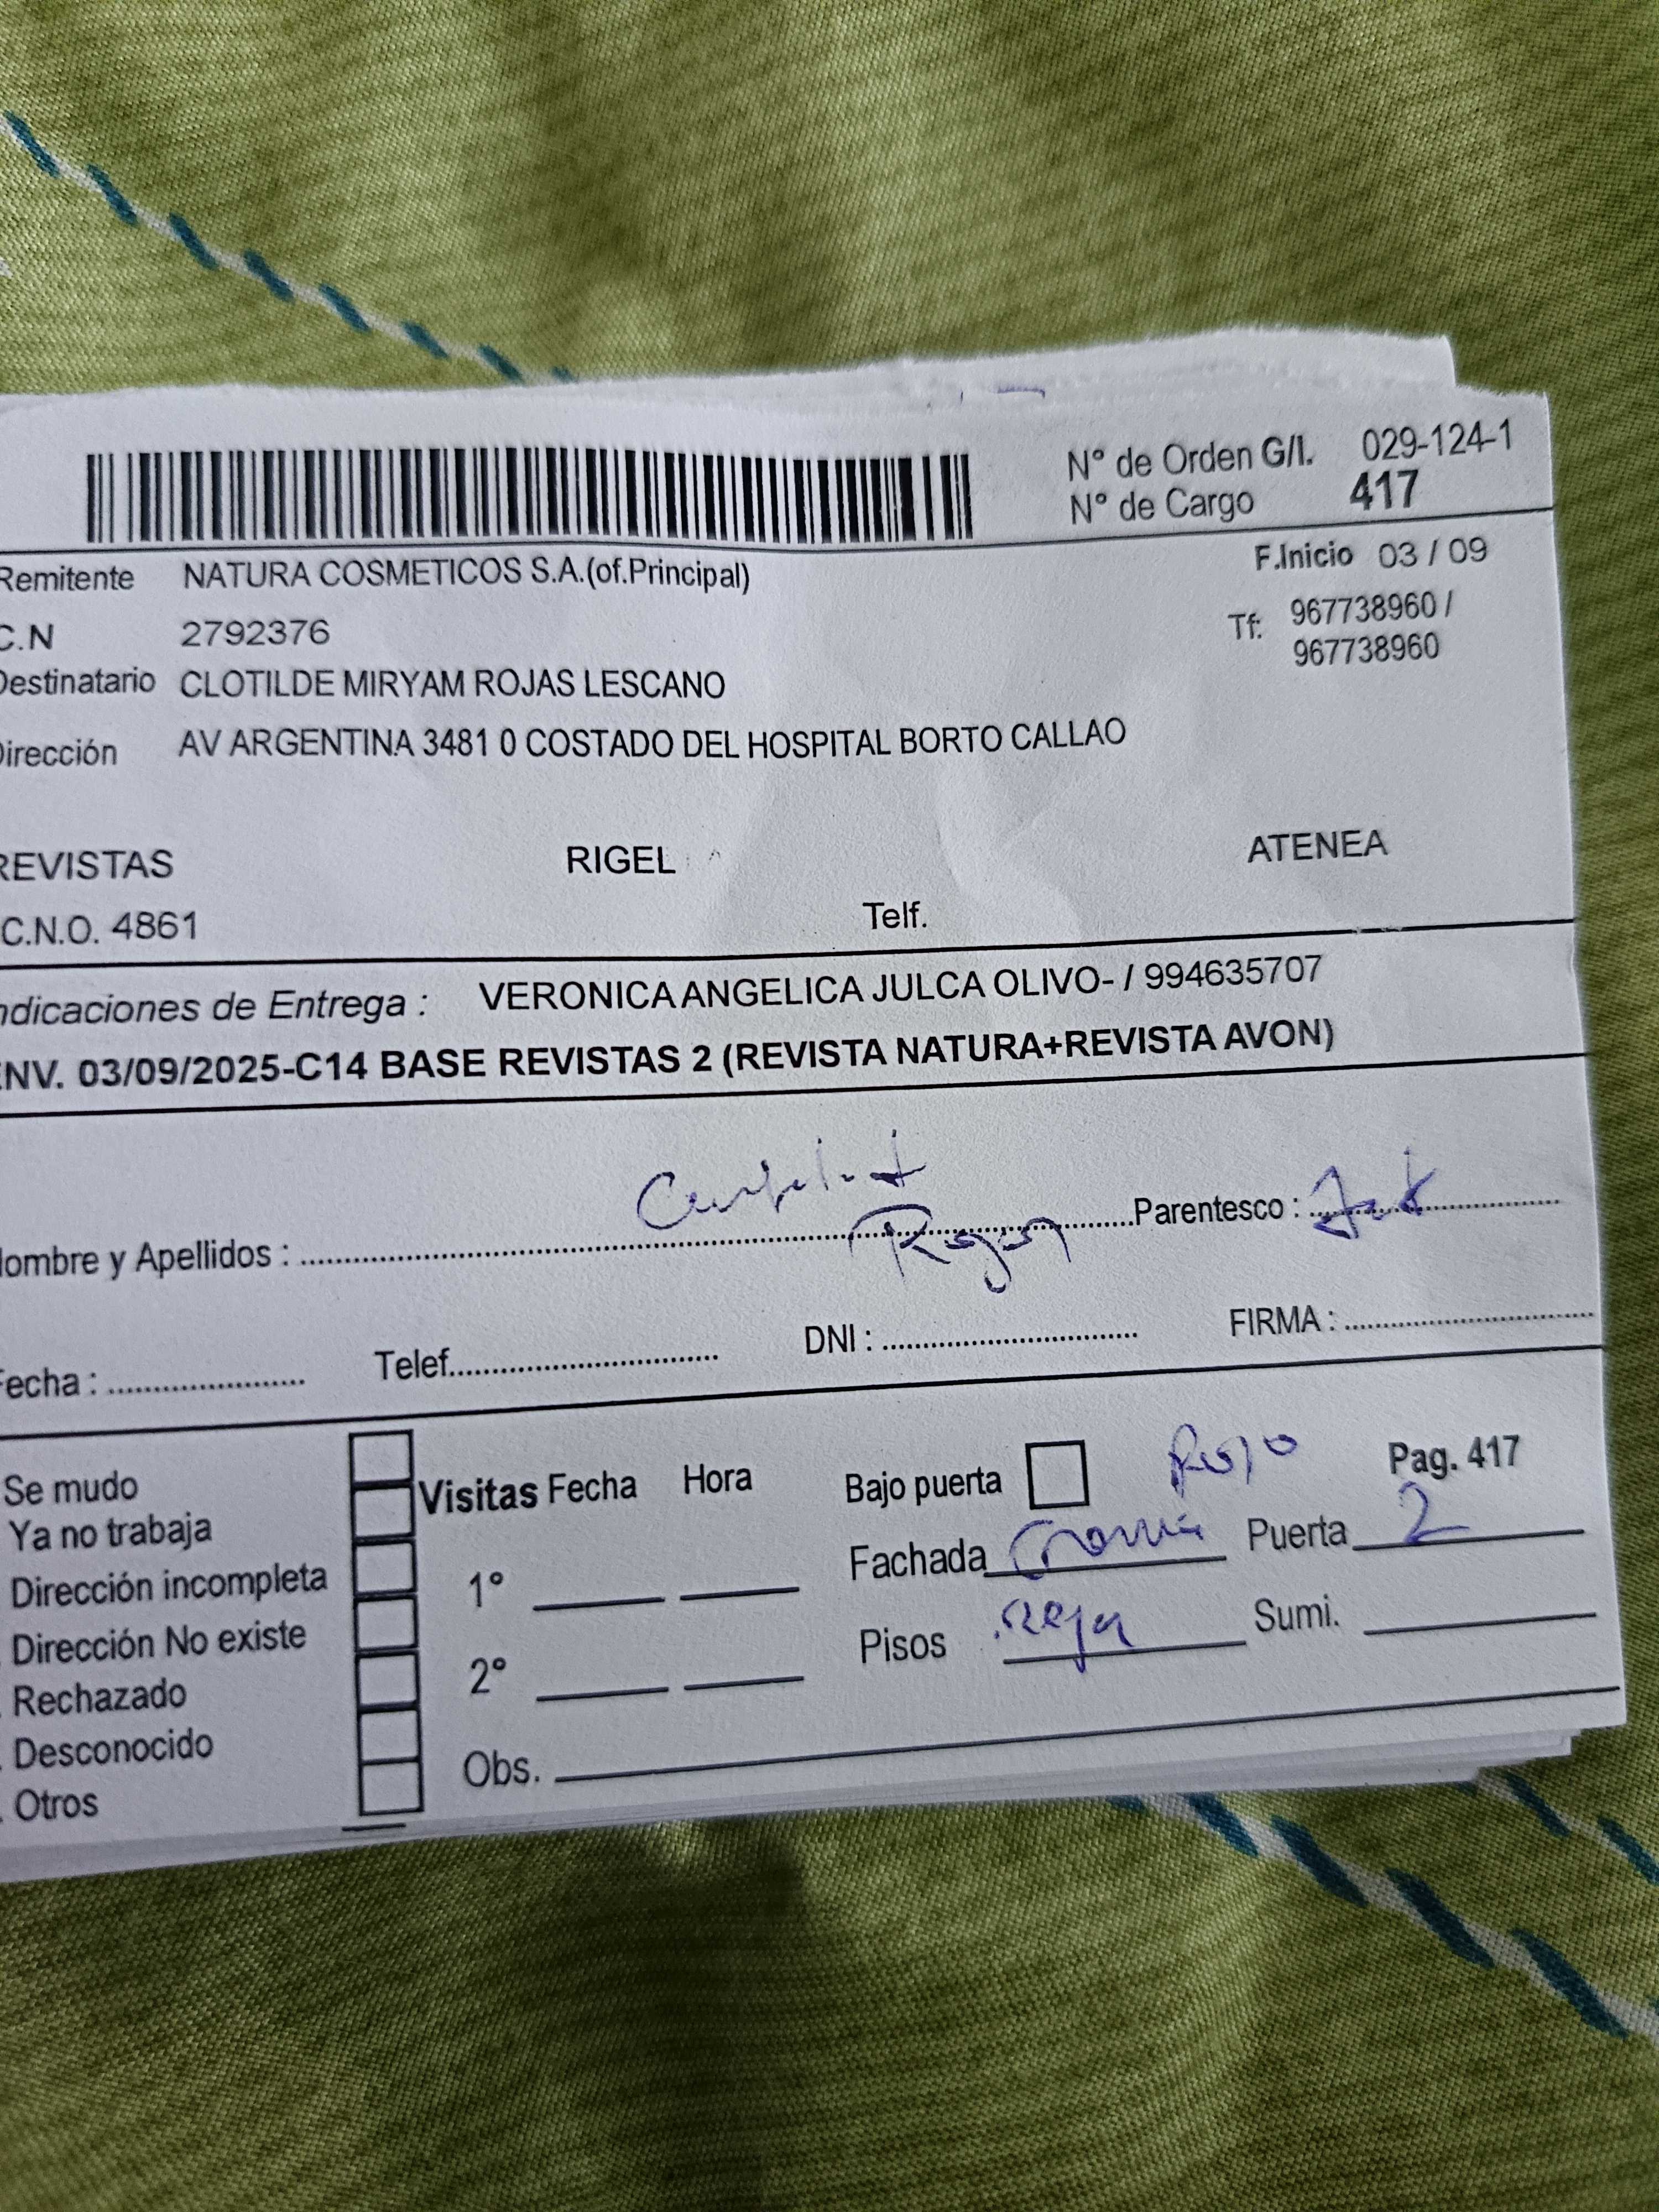 N° de Orden G/I. 029-124-1
N° de Cargo 417
Remitente NATURA COSMETICOS S.A.(of.Principal) F.Inicio 03 / 09
C.N 2792376 Tf: 967738960 /
967738960
Destinatario CLOTILDE MIRYAM ROJAS LESCANO
Dirección AV ARGENTINA 3481 0 COSTADO DEL HOSPITAL BORTO CALLAO
REVISTAS RIGEL ATENEA
C.N.O. 4861 Telf.
ndicaciones de Entrega : VERONICA ANGELICA JULCA OLIVO- / 994635707
ENV. 03/09/2025-C14 BASE REVISTAS 2 (REVISTA NATURA+REVISTA AVON)
Nombre y Apellidos : Parentesco :
Fecha : Telef. DNI : FIRMA :
Se mudo
Ya no trabaja
Dirección incompleta
Dirección No existe
Rechazado
Desconocido
Otros
Visitas Fecha Hora
1°
2°
Obs.
Bajo puerta Rojo Pag. 417
Fachada Puerta 2
Pisos Reja Sumi.